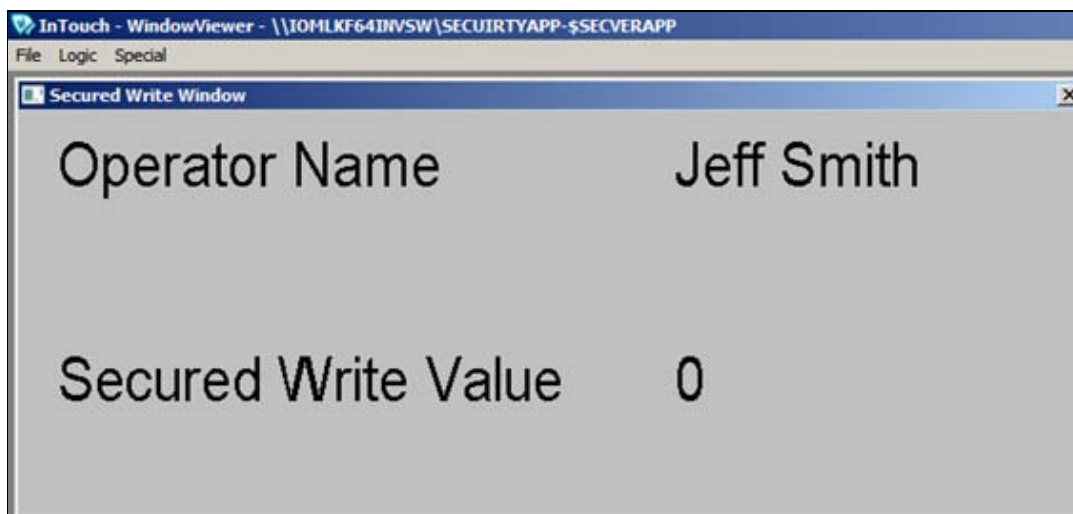 InTouch - WindowViewer - \\IOMLKF64INVSW\SECUIRTYAPP-$SECVERAPP
File Logic Special
Secured Write Window
Operator Name Jeff Smith
Secured Write Value 0